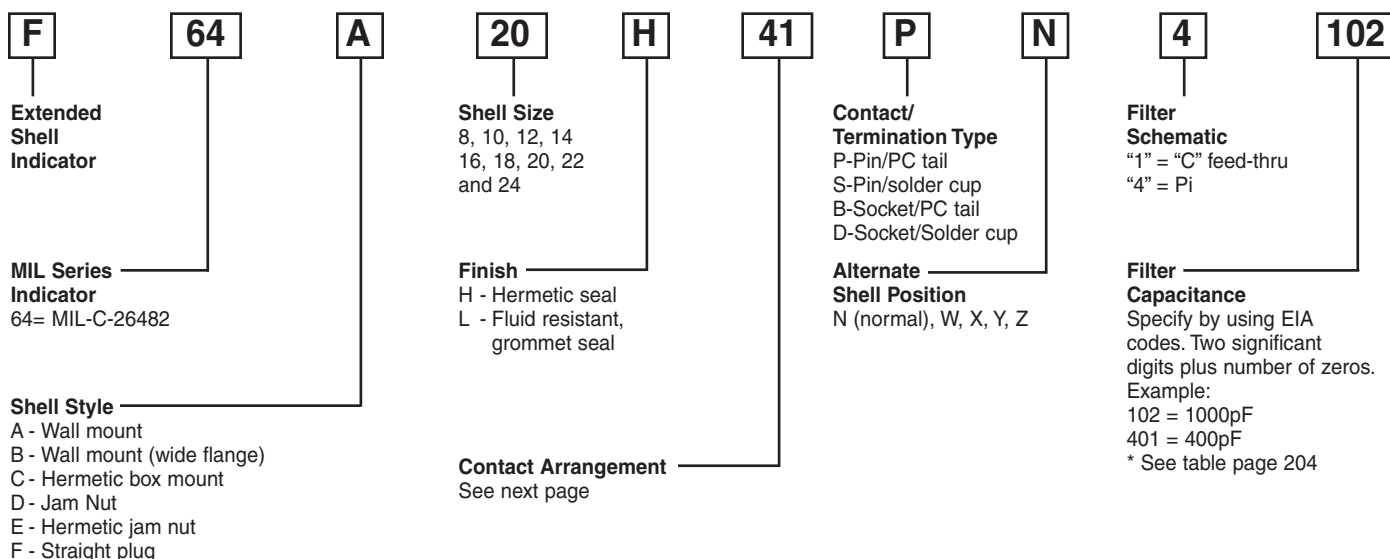 F 64 A 20 H 41 P N 4 102
Extended
Shell
Indicator
MIL Series
Indicator
64= MIL-C-26482
Shell Style
A - Wall mount
B - Wall mount (wide flange)
C - Hermetic box mount
D - Jam Nut
E - Hermetic jam nut
F - Straight plug
Shell Size
8, 10, 12, 14
16, 18, 20, 22
and 24
Finish
H - Hermetic seal
L - Fluid resistant,
grommet seal
Contact Arrangement
See next page
Contact/
Termination Type
P-Pin/PC tail
S-Pin/solder cup
B-Socket/PC tail
D-Socket/Solder cup
Alternate
Shell Position
N (normal), W, X, Y, Z
Filter
Schematic
“1” = “C” feed-thru
“4” = Pi
Filter
Capacitance
Specify by using EIA
codes. Two significant
digits plus number of zeros.
Example:
102 = 1000pF
401 = 400pF
* See table page 204